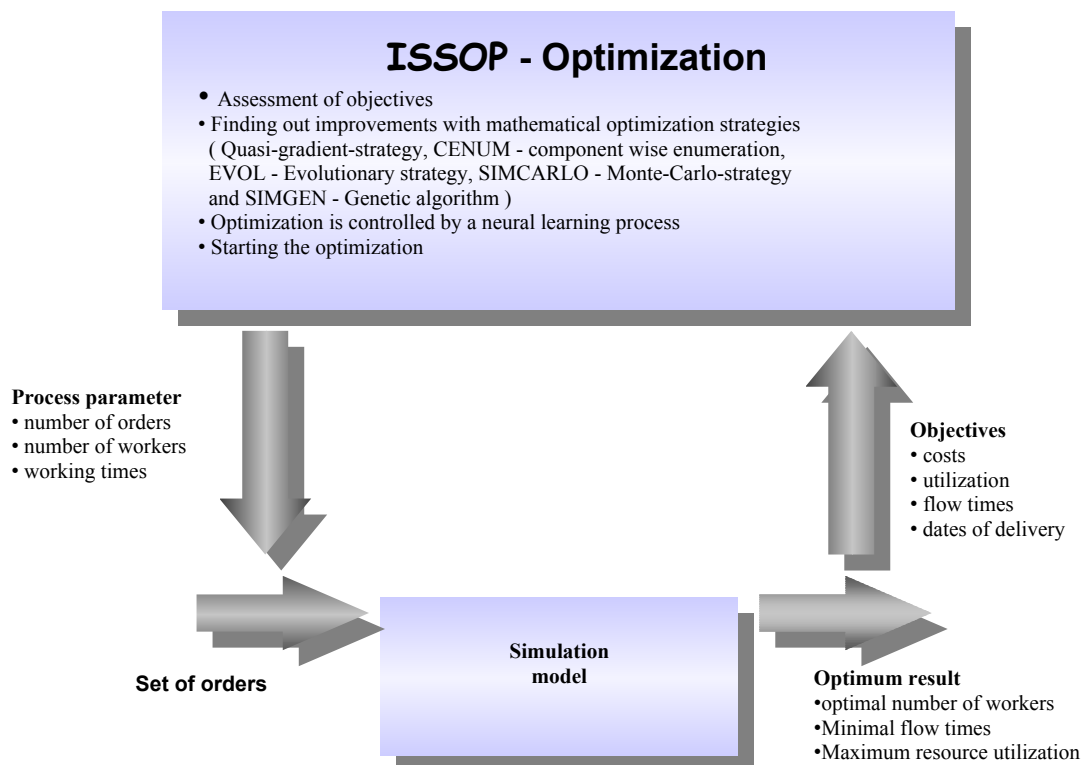 ISSOP - Optimization
• Assessment of objectives
• Finding out improvements with mathematical optimization strategies
( Quasi-gradient-strategy, CENUM - component wise enumeration,
EVOL - Evolutionary strategy, SIMCARLO - Monte-Carlo-strategy
and SIMGEN - Genetic algorithm )
• Optimization is controlled by a neural learning process
• Starting the optimization
Process parameter
• number of orders
• number of workers
• working times
Objectives
• costs
• utilization
• flow times
• dates of delivery
Set of orders
Simulation
model
Optimum result
•optimal number of workers
•Minimal flow times
•Maximum resource utilization